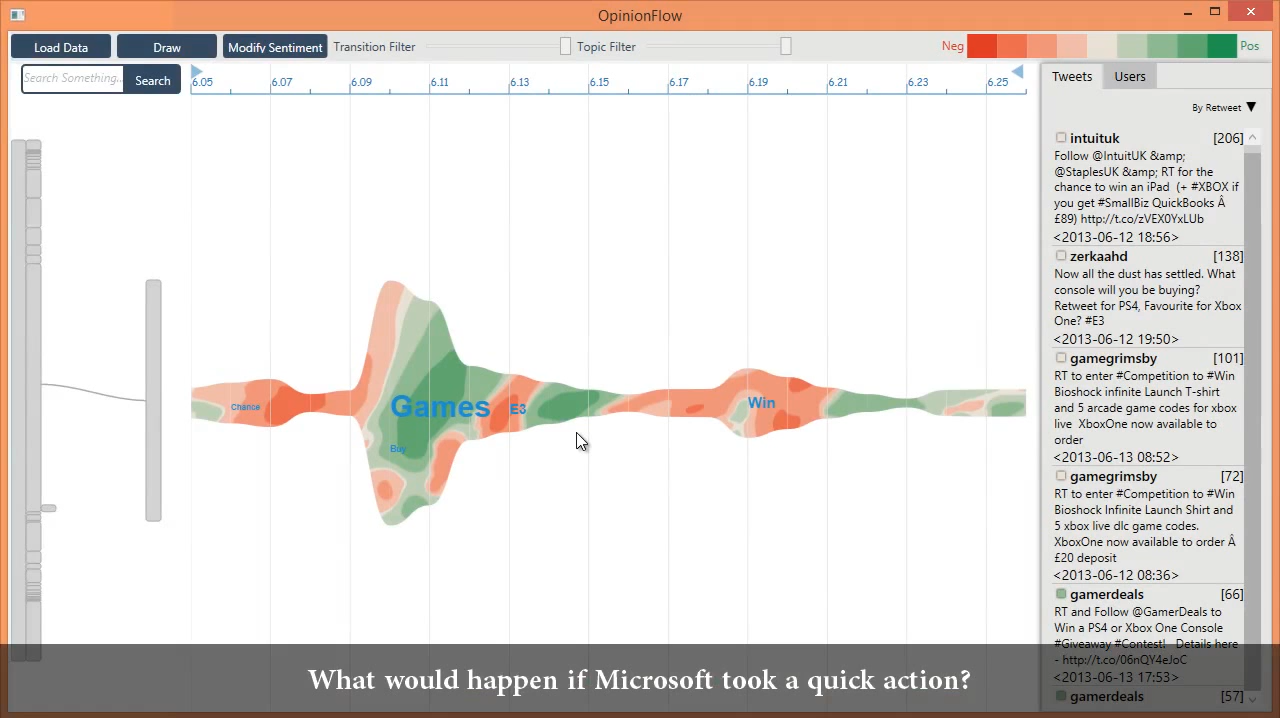 OpinionFlow
Load Data
Draw
Modify Sentiment
Transition Filter
Topic Filter
Neg
Pos
Search Something...
Search
6.05
6.07
6.09
6.11
6.13
6.15
6.17
6.19
6.21
6.23
6.25
Chance
Games
E3
Buy
Win
Tweets
Users
By Retweet ▼
intuituk [206]
Follow @IntuitUK &amp;
@StaplesUK &amp; RT for the
chance to win an iPad (+ #XBOX if
you get #SmallBiz QuickBooks Â
£89) http://t.co/zVEX0YxLUb
<2013-06-12 18:56>
zerkaahd [138]
Now all the dust has settled. What
console will you be buying?
Retweet for PS4, Favourite for Xbox
One? #E3
<2013-06-12 19:50>
gamegrimsby [101]
RT to enter #Competition to #Win
Bioshock infinite Launch T-shirt
and 5 arcade game codes for xbox
live XboxOne now available to
order
<2013-06-13 08:52>
gamegrimsby [72]
RT to enter #Competition to #Win
Bioshock Infinite Launch Shirt and
5 xbox live dlc game codes.
XboxOne now available to order Â
£20 deposit
<2013-06-12 08:36>
gamerdeals [66]
RT and Follow @GamerDeals to
Win a PS4 or Xbox One Console
#Giveaway #Contest! Details here
- http://t.co/06nQY4eJoC
<2013-06-13 17:53>
gamerdeals [57]
What would happen if Microsoft took a quick action?